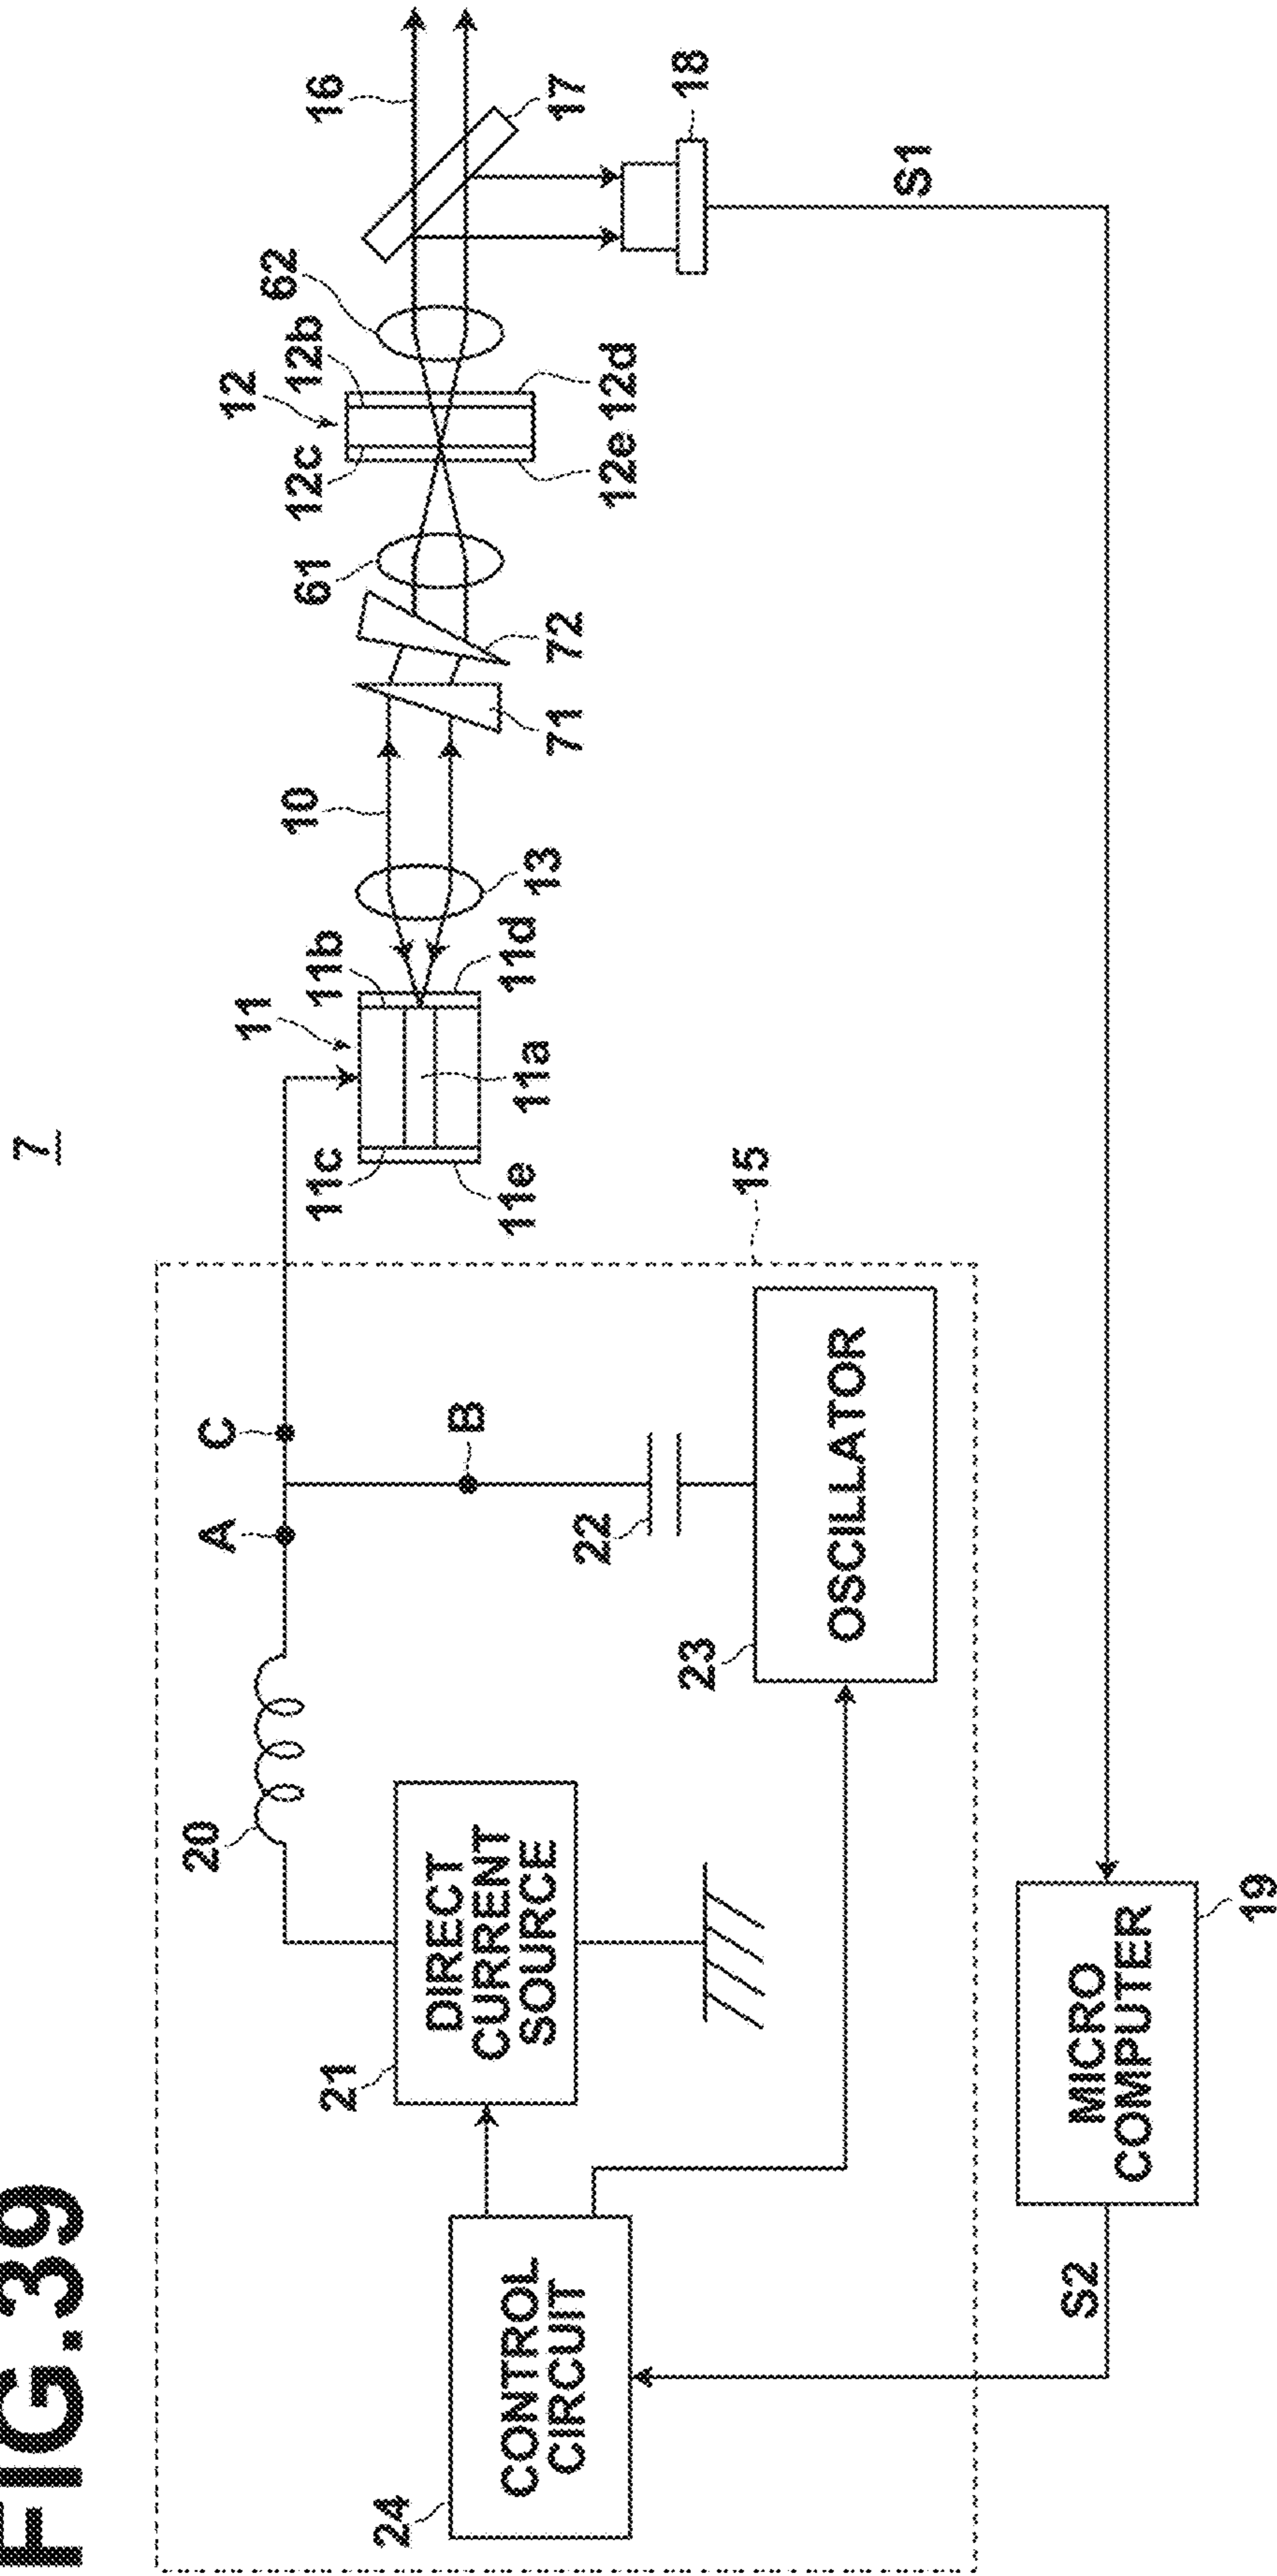 FIG.39
7
16
17
18
S1
62
12
12b
12c
12d
12e
61
72
71
10
13
11
11b
11d
11a
11c
11e
15
C
A
B
22
OSCILLATOR
23
20
DIRECT
CURRENT
SOURCE
21
CONTROL
CIRCUIT
24
MICRO
COMPUTER
19
S2